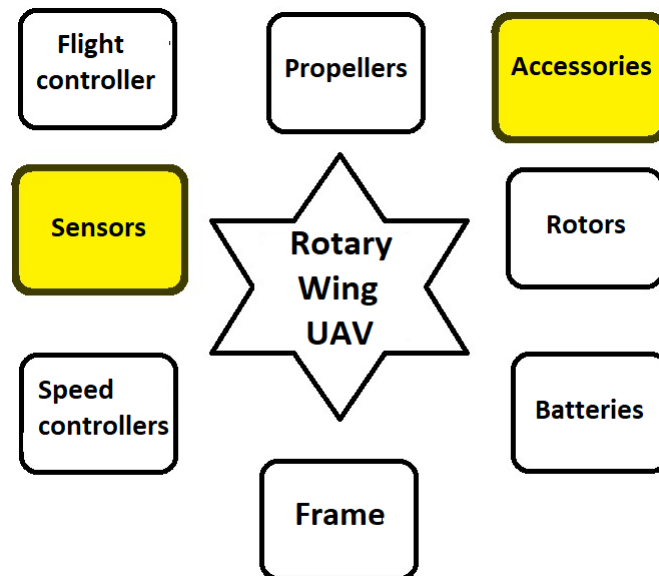 Flight
controller
Propellers
Accessories
Sensors
Rotary
Wing
UAV
Rotors
Speed
controllers
Batteries
Frame